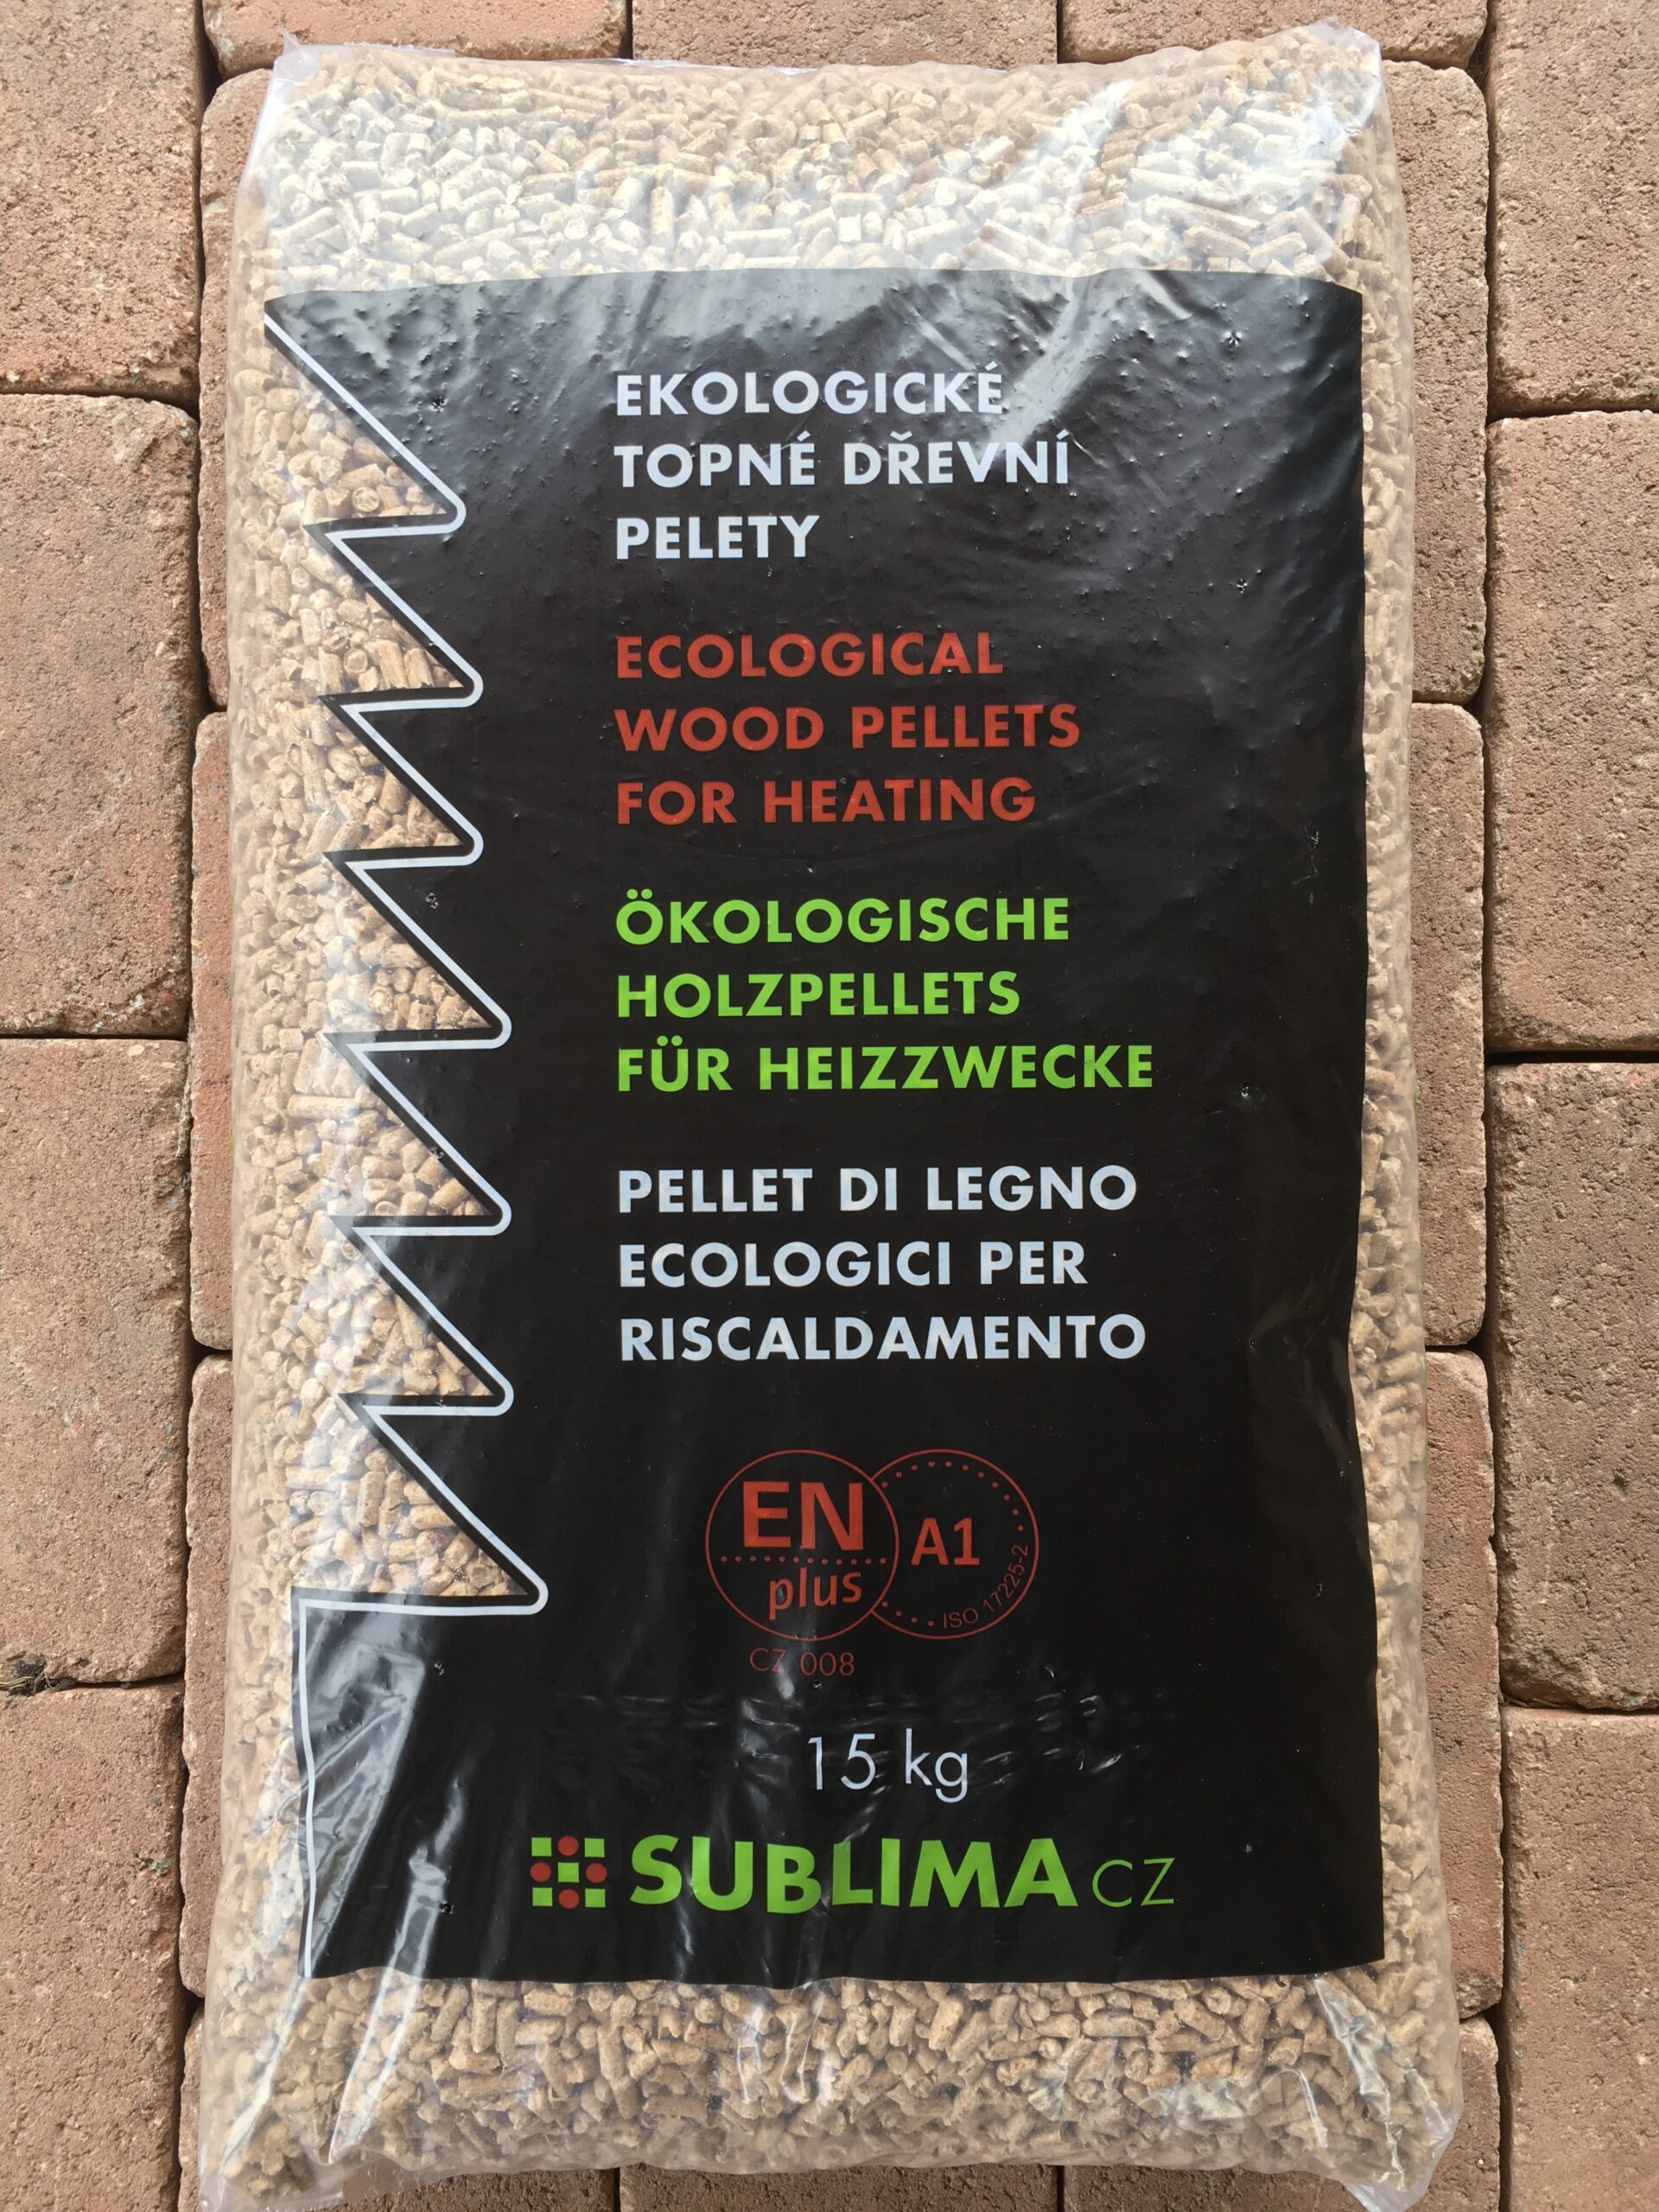 EKOLOGICKÉ
TOPNÉ DŘEVNÍ
PELETY
ECOLOGICAL
WOOD PELLETS
FOR HEATING
ÖKOLOGISCHE
HOLZPELLETS
FÜR HEIZZWECKE
PELLET DI LEGNO
ECOLOGICI PER
RISCALDAMENTO
EN
plus
A1
ISO 17225-2
CZ 008
15 kg
SUBLIMA CZ